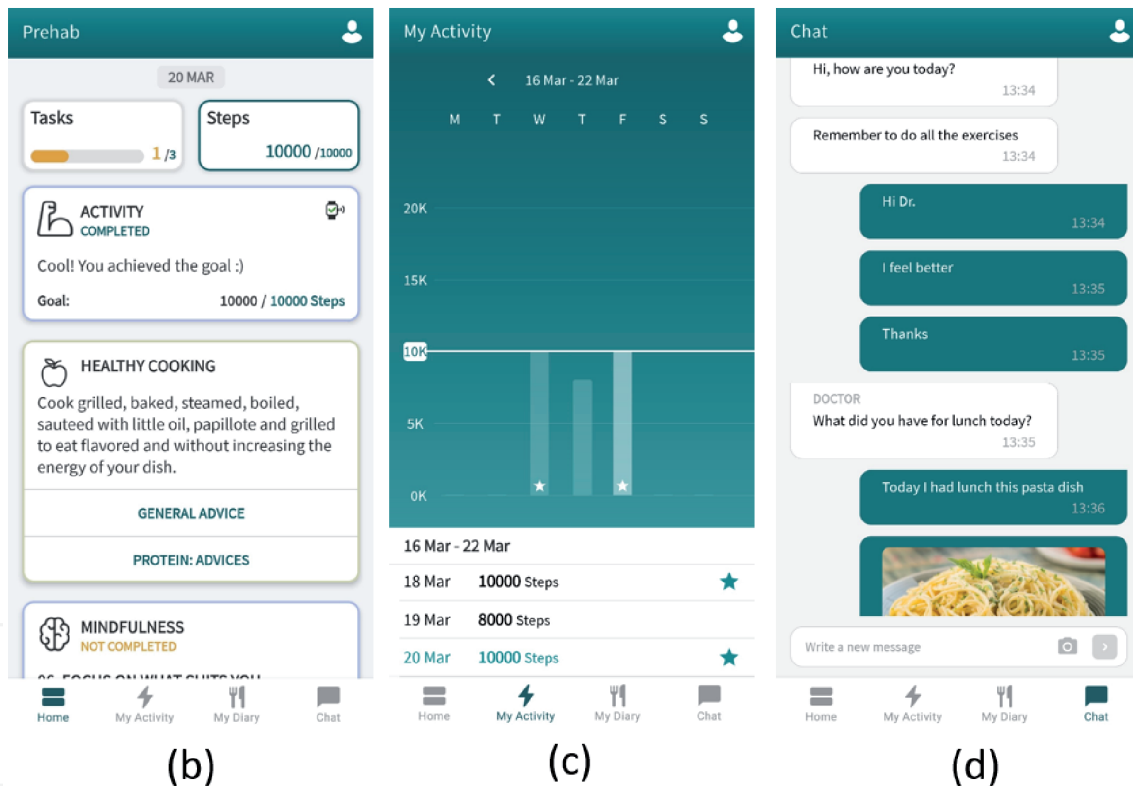 Prehab
20 MAR
Tasks
1 /3
Steps
10000 /10000
ACTIVITY
COMPLETED
Cool! You achieved the goal :)
Goal:
10000 / 10000 Steps
HEALTHY COOKING
Cook grilled, baked, steamed, boiled,
sauteed with little oil, papillote and grilled
to eat flavored and without increasing the
energy of your dish.
GENERAL ADVICE
PROTEIN: ADVICES
MINDFULNESS
NOT COMPLETED
06. FOCUS ON WHAT SUITS YOU
Home
My Activity
My Diary
Chat
(b)
My Activity
16 Mar - 22 Mar
M T W T F S S
20K
15K
10K
5K
0K
16 Mar - 22 Mar
18 Mar 10000 Steps
19 Mar 8000 Steps
20 Mar 10000 Steps
Home
My Activity
My Diary
Chat
(c)
Chat
Hi, how are you today?
13:34
Remember to do all the exercises
13:34
Hi Dr.
13:34
I feel better
13:35
Thanks
13:35
DOCTOR
What did you have for lunch today?
13:35
Today I had lunch this pasta dish
13:36
Write a new message
Home
My Activity
My Diary
Chat
(d)